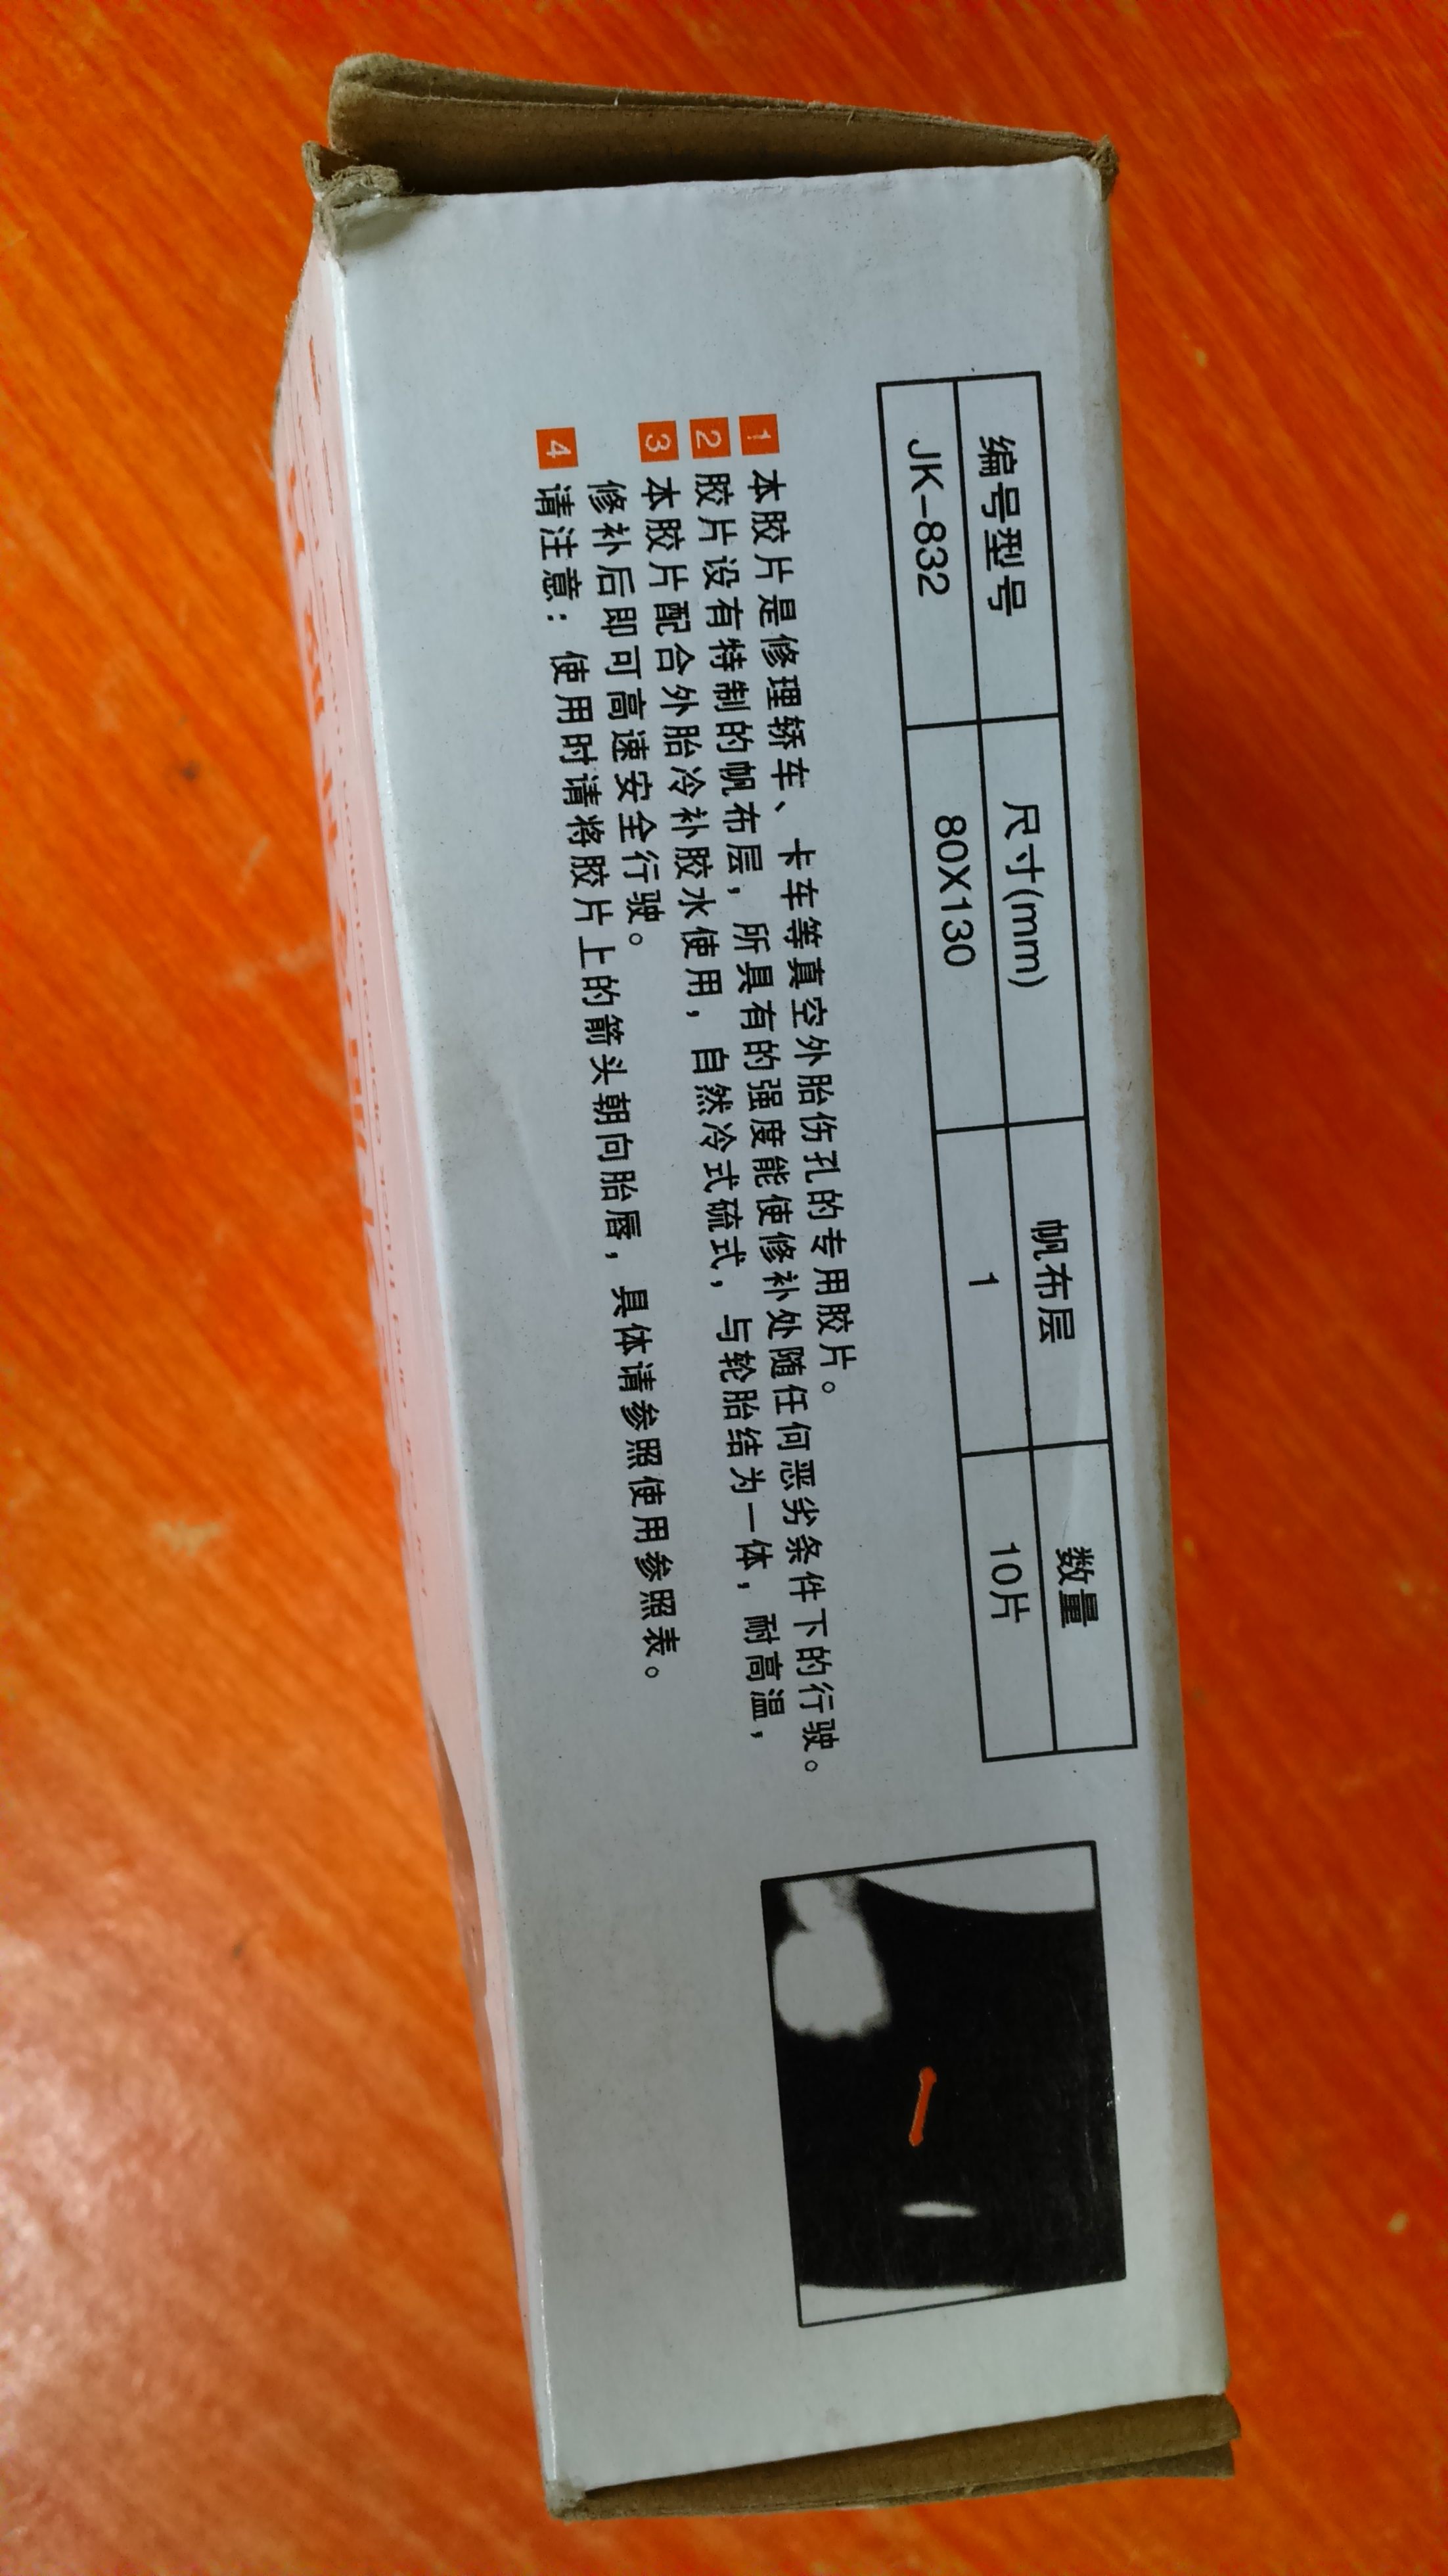 编号型号 尺寸(mm) 帆布层 数量
JK-832 80X130 1 10片
1 本胶片是修理轿车、卡车等真空外胎伤孔的专用胶片。
2 胶片设有特制的帆布层，所具有的强度能使修补处随任何恶劣条件下的行驶。
3 本胶片配合外胎冷补胶水使用，自然冷式硫式，与轮胎结为一体，耐高温，
修补后即可高速安全行驶。
4 请注意：使用时请将胶片上的箭头朝向胎唇，具体请参照使用参照表。